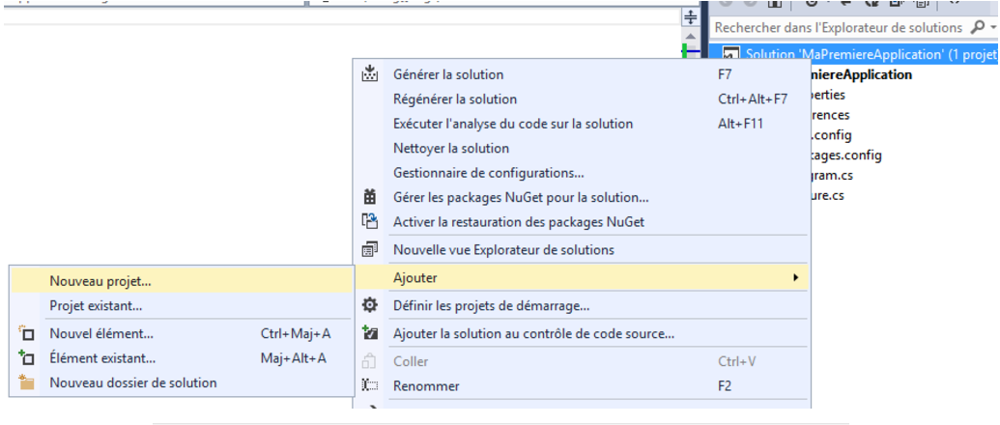 Rechercher dans l'Explorateur de solutions
Solution 'MaPremiereApplication' (1 projet
miereApplication
perties
rences
.config
kages.config
gram.cs
ure.cs
Générer la solution F7
Régénérer la solution Ctrl+Alt+F7
Exécuter l'analyse du code sur la solution Alt+F11
Nettoyer la solution
Gestionnaire de configurations...
Gérer les packages NuGet pour la solution...
Activer la restauration des packages NuGet
Nouvelle vue Explorateur de solutions
Ajouter
Définir les projets de démarrage...
Ajouter la solution au contrôle de code source...
Coller Ctrl+V
Renommer F2
Nouveau projet...
Projet existant...
Nouvel élément... Ctrl+Maj+A
Élément existant... Maj+Alt+A
Nouveau dossier de solution